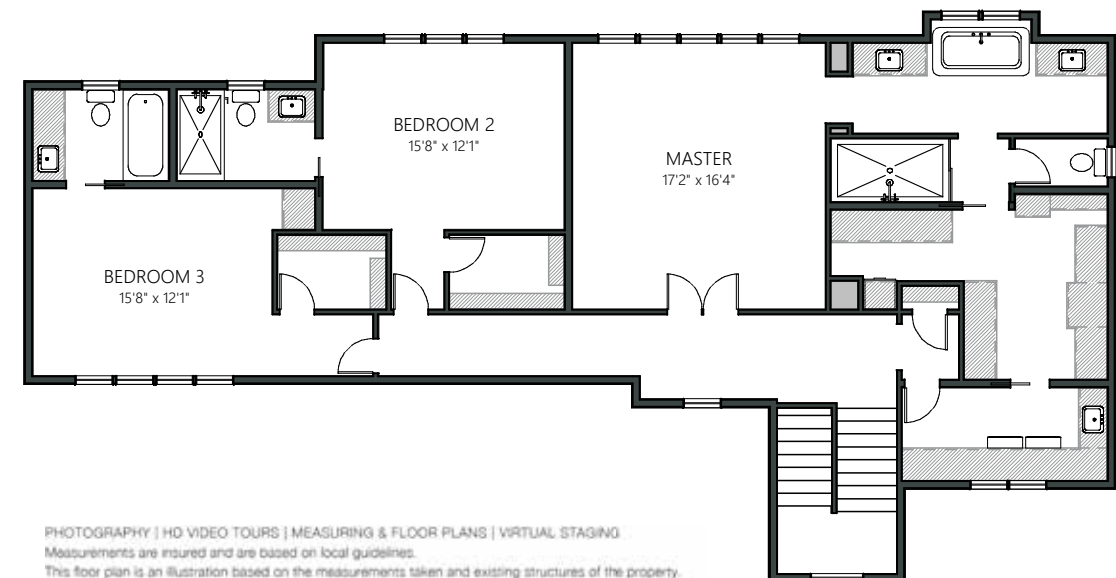 BEDROOM 2
15'8" x 12'1"
MASTER
17'2" x 16'4"
BEDROOM 3
15'8" x 12'1"
PHOTOGRAPHY | HD VIDEO TOURS | MEASURING & FLOOR PLANS | VIRTUAL STAGING
Measurements are insured and are based on local guidelines.
This floor plan is an illustration based on the measurements taken and existing structures of the property.